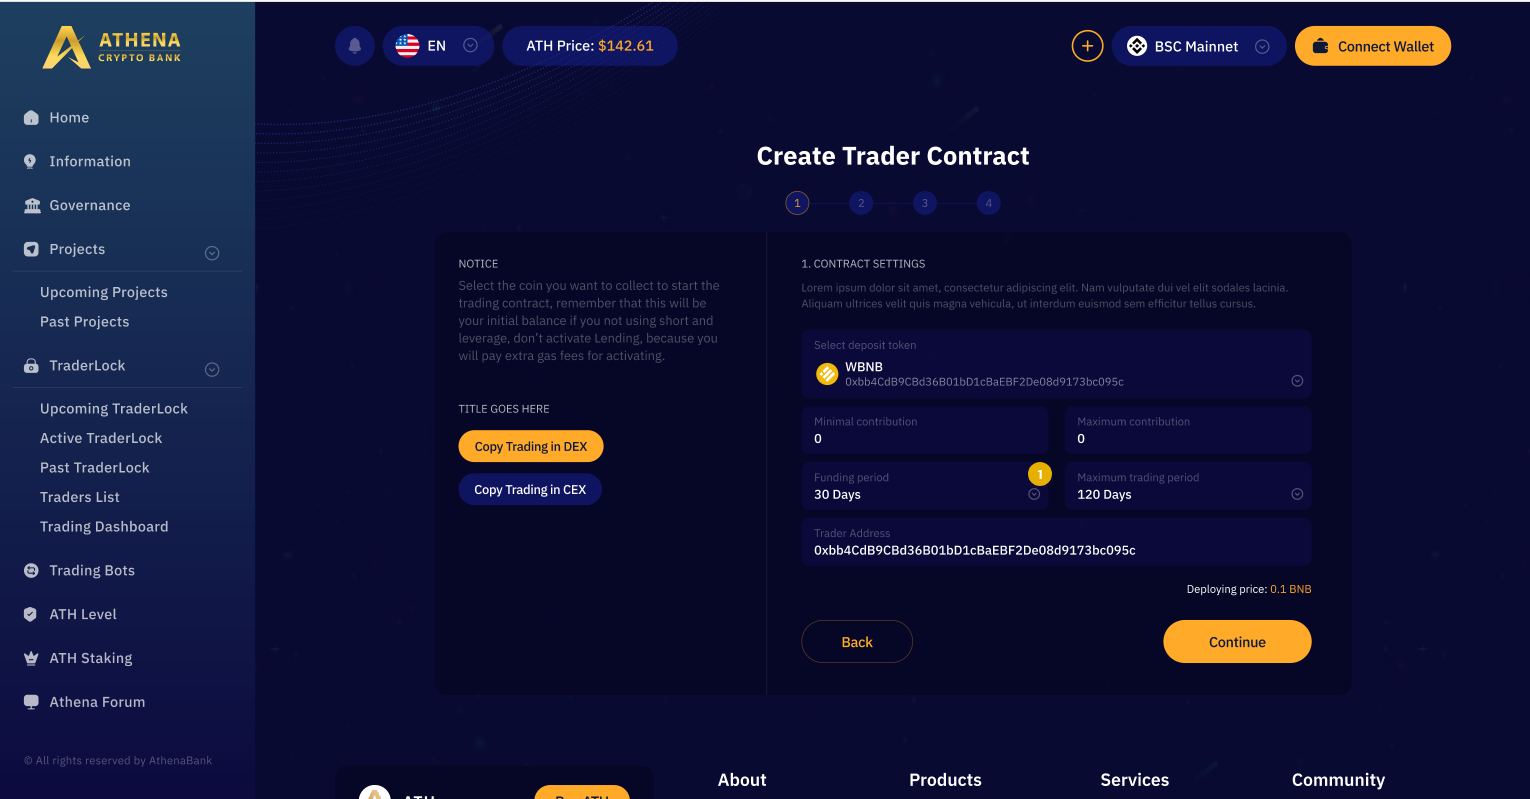 ATHENA
CRYPTO BANK
EN
ATH Price: $142.61
BSC Mainnet
Connect Wallet
Home
Information
Governance
Projects
Upcoming Projects
Past Projects
TraderLock
Upcoming TraderLock
Active TraderLock
Past TraderLock
Traders List
Trading Dashboard
Trading Bots
ATH Level
ATH Staking
Athena Forum
© All rights reserved by AthenaBank
Create Trader Contract
1 2 3 4
NOTICE
Select the coin you want to collect to start the
trading contract, remember that this will be
your initial balance if you not using short and
leverage, don't activate Lending, because you
will pay extra gas fees for activating.
TITLE GOES HERE
Copy Trading in DEX
Copy Trading in CEX
1. CONTRACT SETTINGS
Lorem ipsum dolor sit amet, consectetur adipiscing elit. Nam vulputate dui vel elit sodales lacinia.
Aliquam ultrices velit quis magna vehicula, ut interdum euismod sem efficitur tellus cursus.
Select deposit token
WBNB
0xbb4CdB9CBd36B01bD1cBaEBF2De08d9173bc095c
Minimal contribution
0
Maximum contribution
0
Funding period
30 Days
1
Maximum trading period
120 Days
Trader Address
0xbb4CdB9CBd36B01bD1cBaEBF2De08d9173bc095c
Deploying price: 0.1 BNB
Back
Continue
ATH
Buy ATH
About
Products
Services
Community